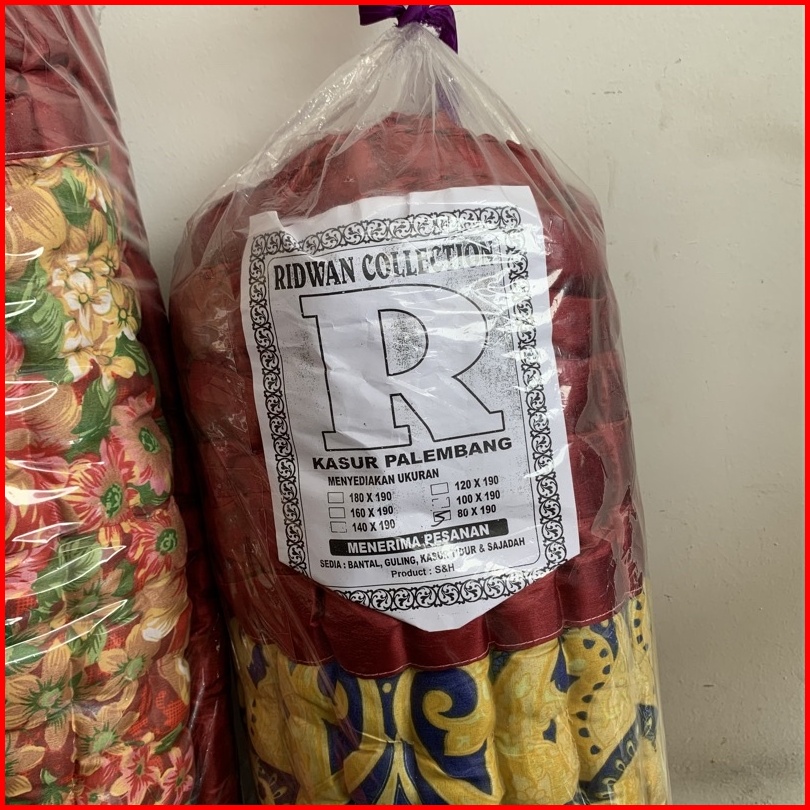 RIDWAN COLLECTION
R
KASUR PALEMBANG
MENYEDIAKAN UKURAN
180 X 190
160 X 190
140 X 190
120 X 190
100 X 190
80 X 190
MENERIMA PESANAN
SEDIA : BANTAL, GULING, KASUR TIDUR & SAJADAH
Product : S&H